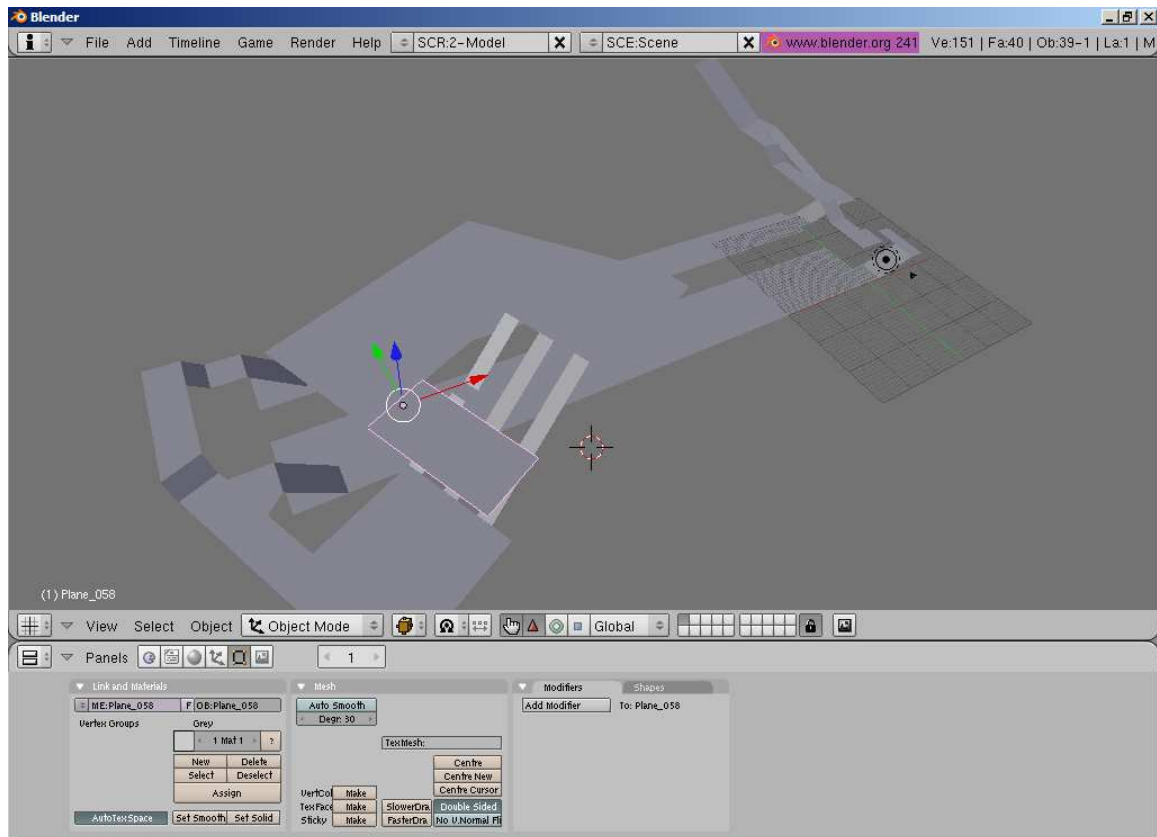 Blender
File Add Timeline Game Render Help SCR:2-Model X SCE:Scene X www.blender.org 241 Ve:151 | Fa:40 | Ob:39-1 | La:1 | M
(1) Plane_058
View Select Object Object Mode Global
Panels 1
Link and Materials Mesh Modifiers Shapes
ME:Plane_058 F OB:Plane_058 Auto Smooth Add Modifier To: Plane_058
Vertex Groups Grey Degr: 30
1 Mat 1 ? TexMesh:
New Delete Centre
Select Deselect Centre New
Assign VertCol Make Centre Cursor
TexFace Make SlowerDra Double Sided
AutoTexSpace Set Smooth Set Solid Sticky Make FasterDra No V.Normal Fli